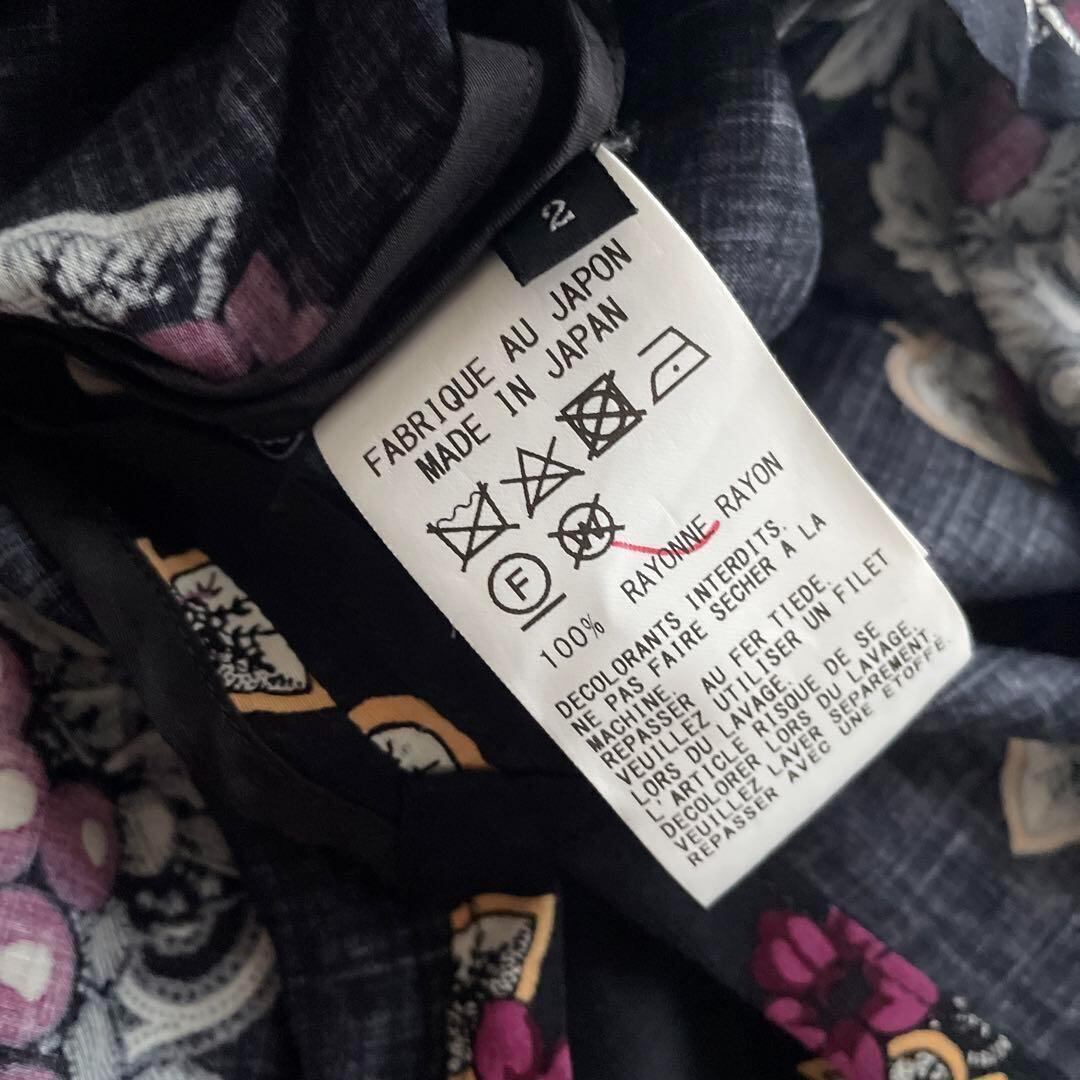 2
FABRIQUE AU JAPON
MADE IN JAPAN
W
F
100% RAYONNE RAYON
DECOLORANTS INTERDITS.
NE PAS FAIRE SECHER A LA
MACHINE.
REPASSER AU FER TIEDE.
VEUILLEZ UTILISER UN FILET
LORS DU LAVAGE.
L'ARTICLE RISQUE DE SE
DECOLORER LORS DU LAVAGE.
VEUILLEZ LAVER SEPAREMENT.
REPASSER AVEC UNE ETOFFE.